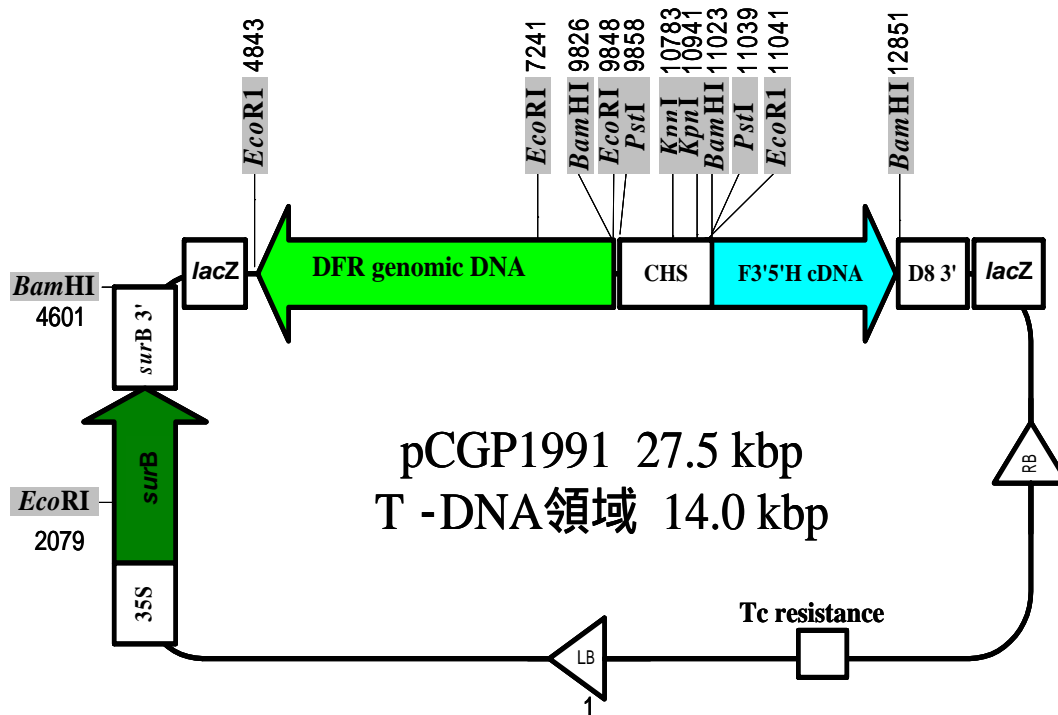 EcoR1 4843
EcoRI 7241
BamHI 9826
EcoRI 9848
PstI 9858
KnnI 10783
KpnI 10941
BamHI 11023
PstI 11039
EcoR1 11041
BamHI 12851
lacZ
DFR genomic DNA
CHS
F3'5'H cDNA
D8 3'
lacZ
BamHI
4601
surB 3'
surB
EcoRI
2079
35S
pCGP1991 27.5 kbp
T -DNA領域 14.0 kbp
RB
Tc resistance
LB
1